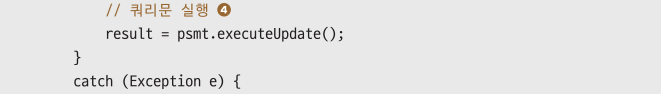 // 쿼리문 실행 ❹
result = psmt.executeUpdate();
}
catch (Exception e) {